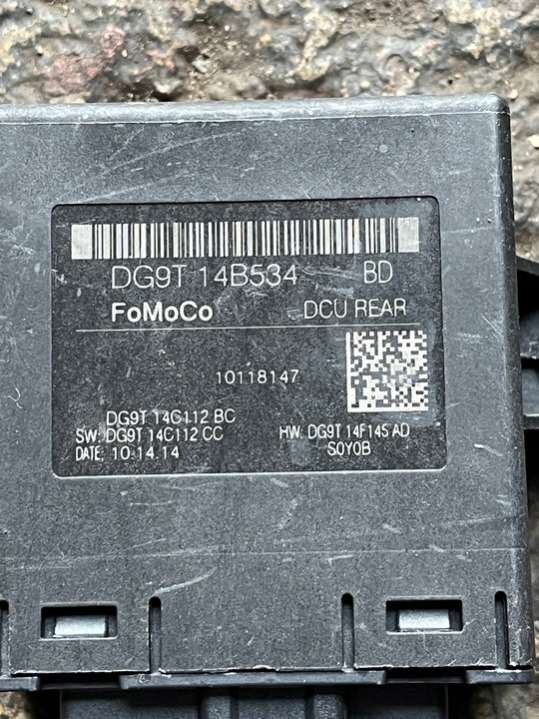 DG9T 14B534 BD
FoMoCo DCU REAR
10118147
DG9T 14C112 BC
SW: DG9T 14C112 CC HW: DG9T 14F145 AD
DATE: 10.14.14 S0Y0B